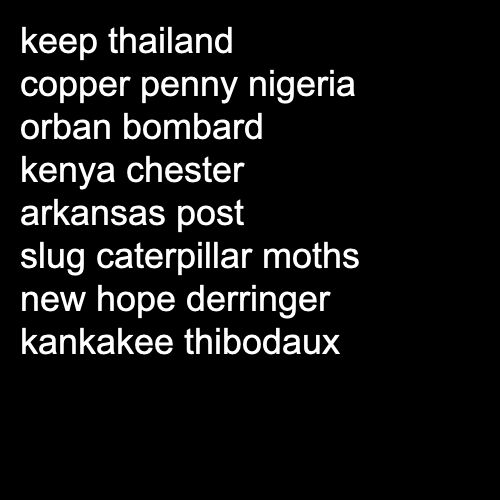 keep thailand
copper penny nigeria
orban bombard
kenya chester
arkansas post
slug caterpillar moths
new hope derringer
kankakee thibodaux